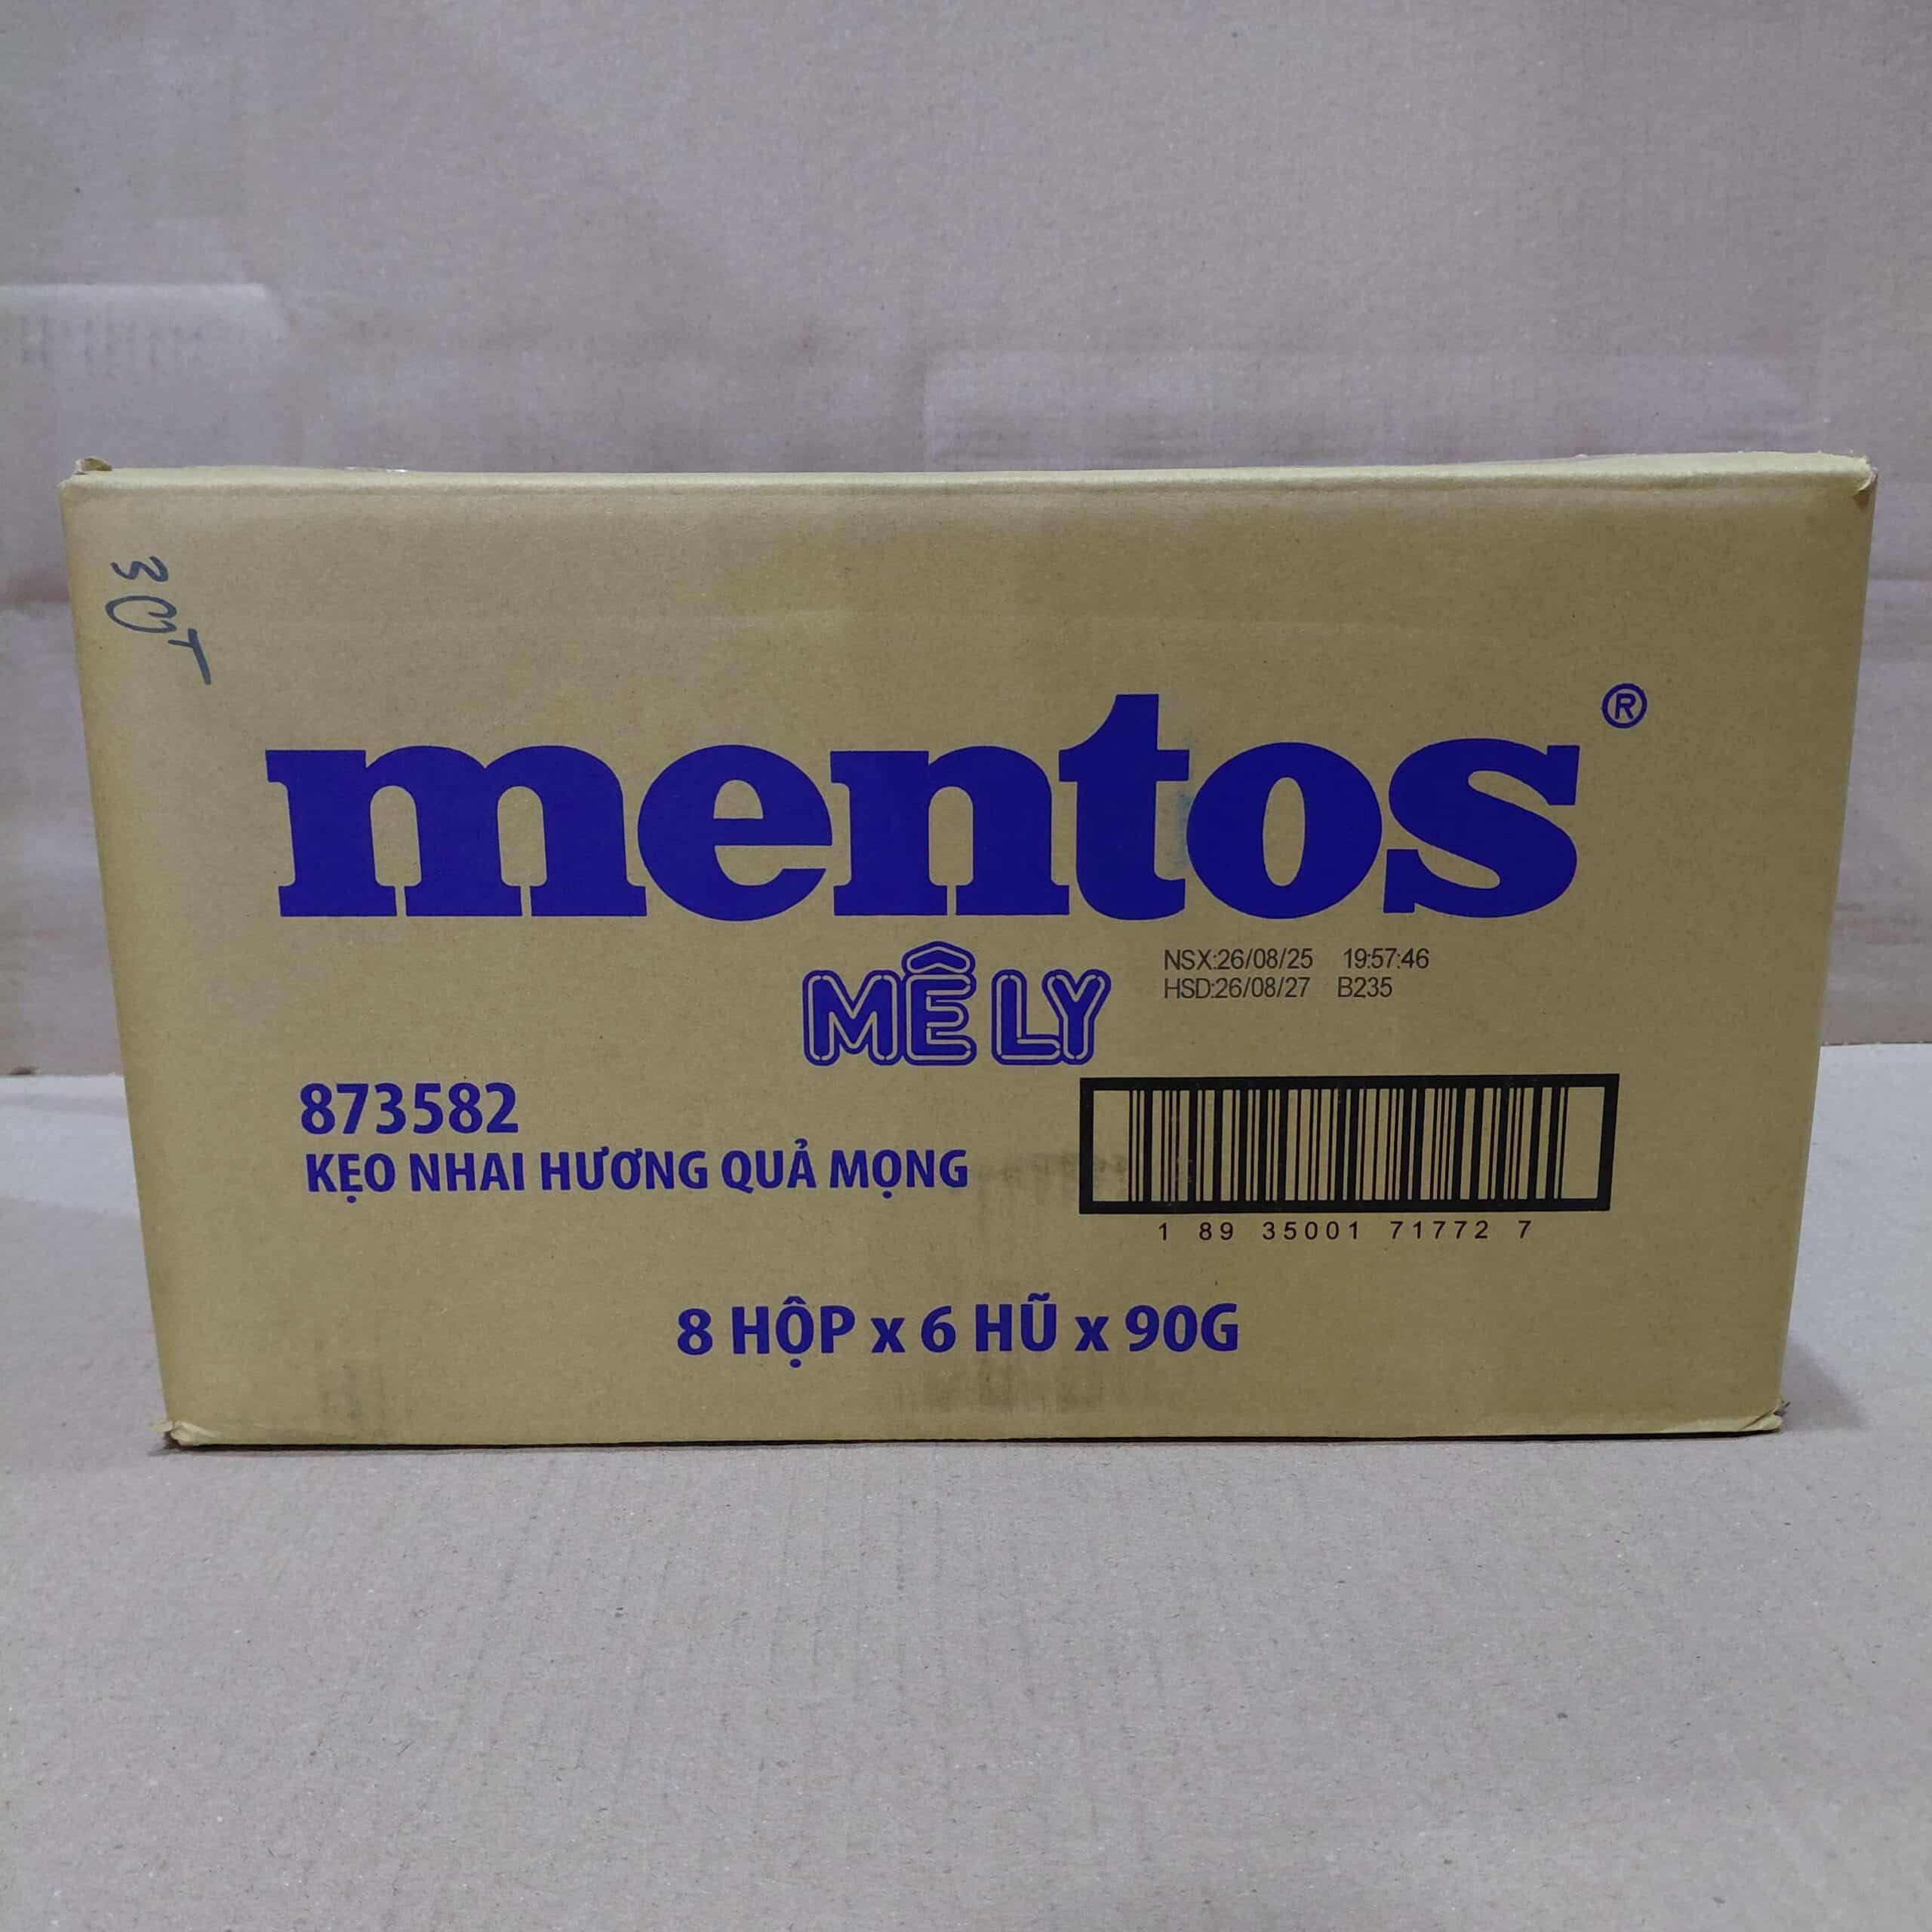 30T
mentos®
MÊ LY
NSX:26/08/25 19:57:46
HSD:26/08/27 B235
873582
KẸO NHAI HƯƠNG QUẢ MỌNG
1 89 35001 71772 7
8 HỘP x 6 HŨ x 90G